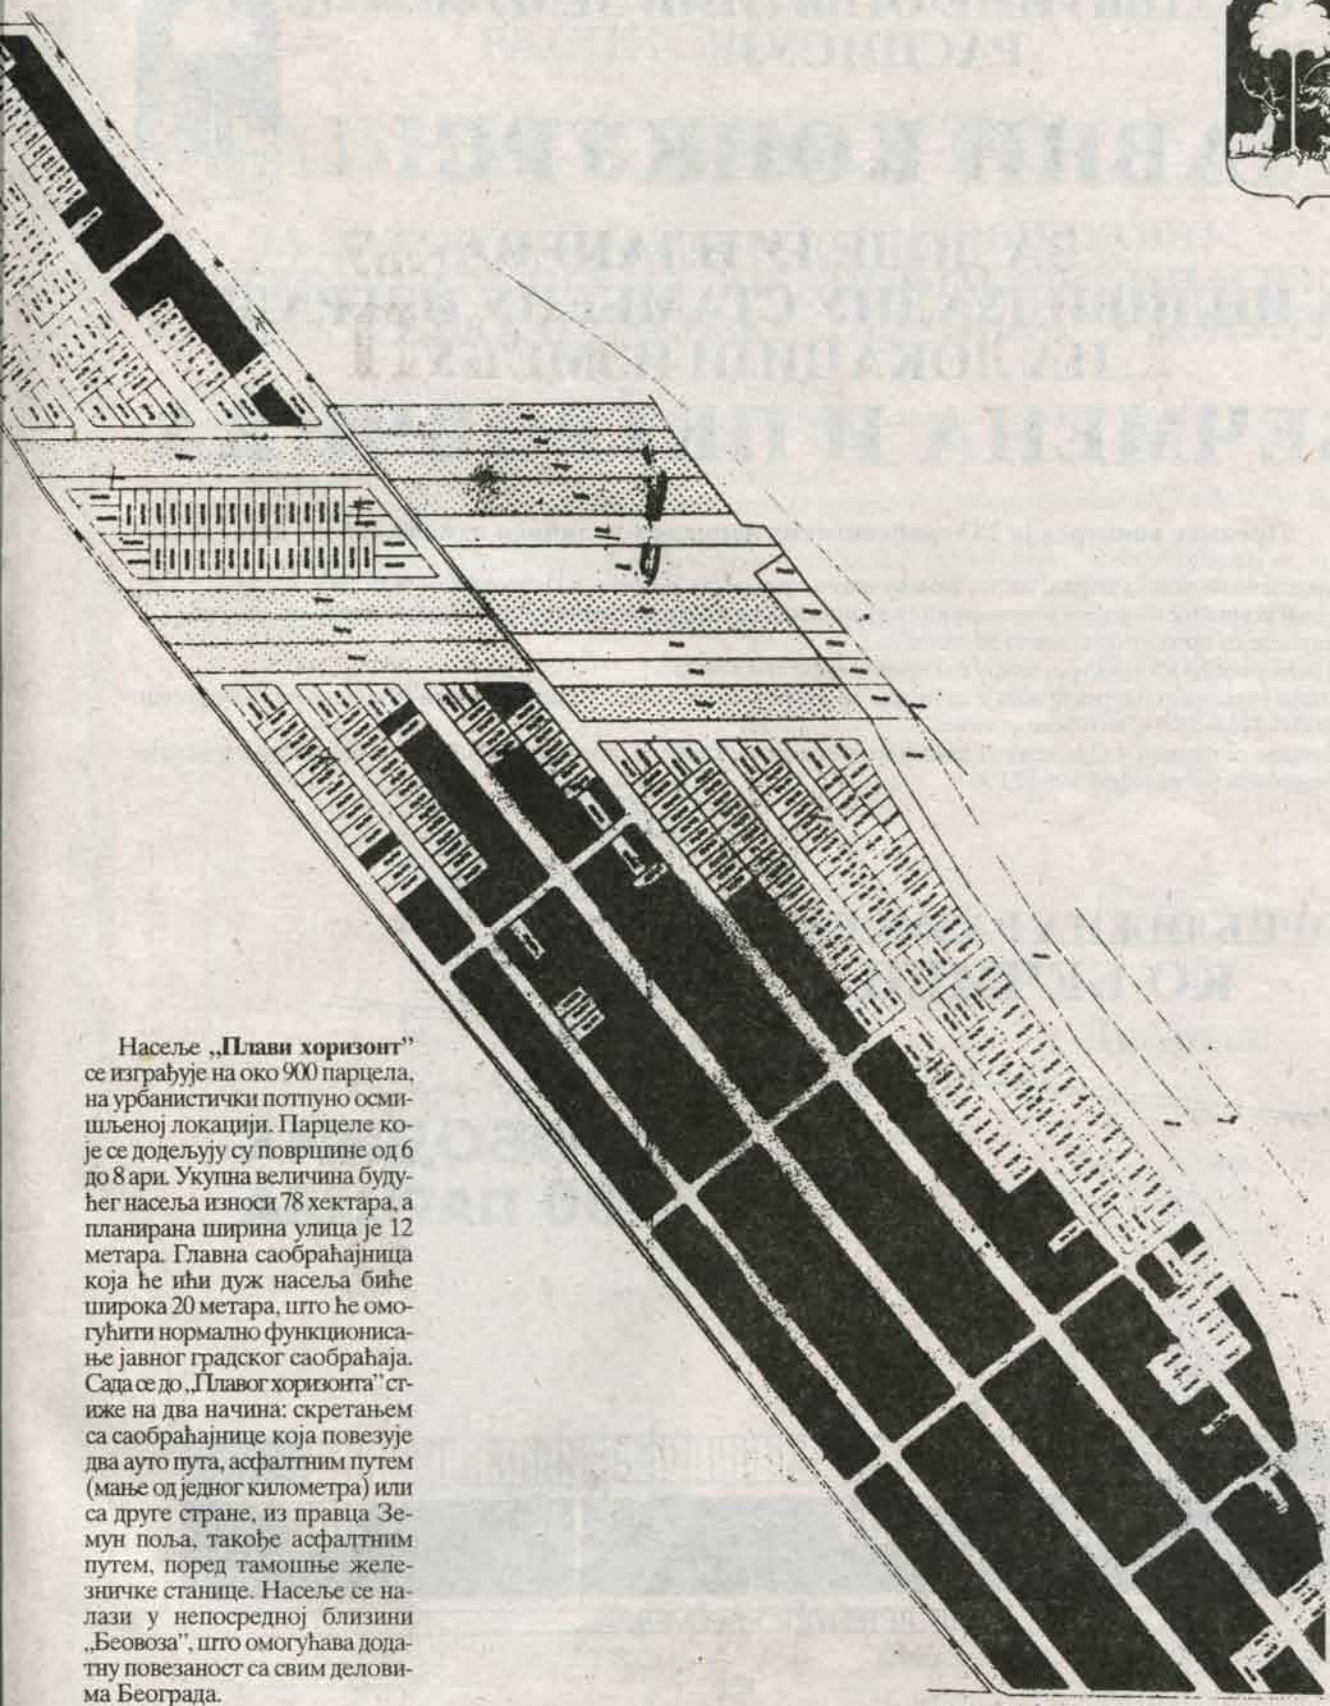 Насеље „Плави хоризонт”
се изграђује на око 900 парцела,
на урбанистички потпуно осми-
шљеној локацији. Парцеле ко-
је се додељују су површине од 6
до 8 ари. Укупна величина буду-
ћег насеља износи 78 хектара, а
планирана ширина улица је 12
метара. Главна саобраћајница
која ће ићи дуж насеља биће
широка 20 метара, што ће омо-
гућити нормално функциониса-
ње јавног градског саобраћаја.
Сада се до „Плавог хоризонта” ст-
иже на два начина: скретањем
са саобраћајнице која повезује
два ауто пута, асфалтним путем
(мање од једног километра) или
са друге стране, из правца Зе-
мун поља, такође асфалтним
путем, поред тамошње желе-
зничке станице. Насеље се на-
лази у непосредној близини
„Беовоза”, што омогућава дода-
тну повезаност са свим делови-
ма Београда.